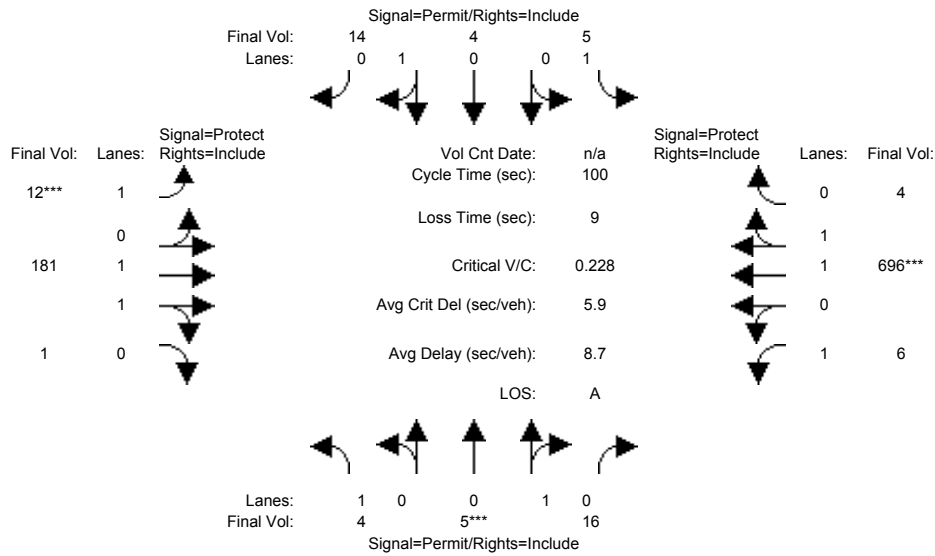 Signal=Permit/Rights=Include
Final Vol: 14 4 5
Lanes: 0 1 0 0 1
Signal=Protect
Final Vol: Lanes: Rights=Include
Vol Cnt Date: n/a
Signal=Protect
Rights=Include Lanes: Final Vol:
Cycle Time (sec): 100
12*** 1
0 4
Loss Time (sec): 9
0
1
181 1
Critical V/C: 0.228
1 696***
1
Avg Crit Del (sec/veh): 5.9
0
1 0
Avg Delay (sec/veh): 8.7
1 6
LOS: A
Lanes: 1 0 0 1 0
Final Vol: 4 5*** 16
Signal=Permit/Rights=Include